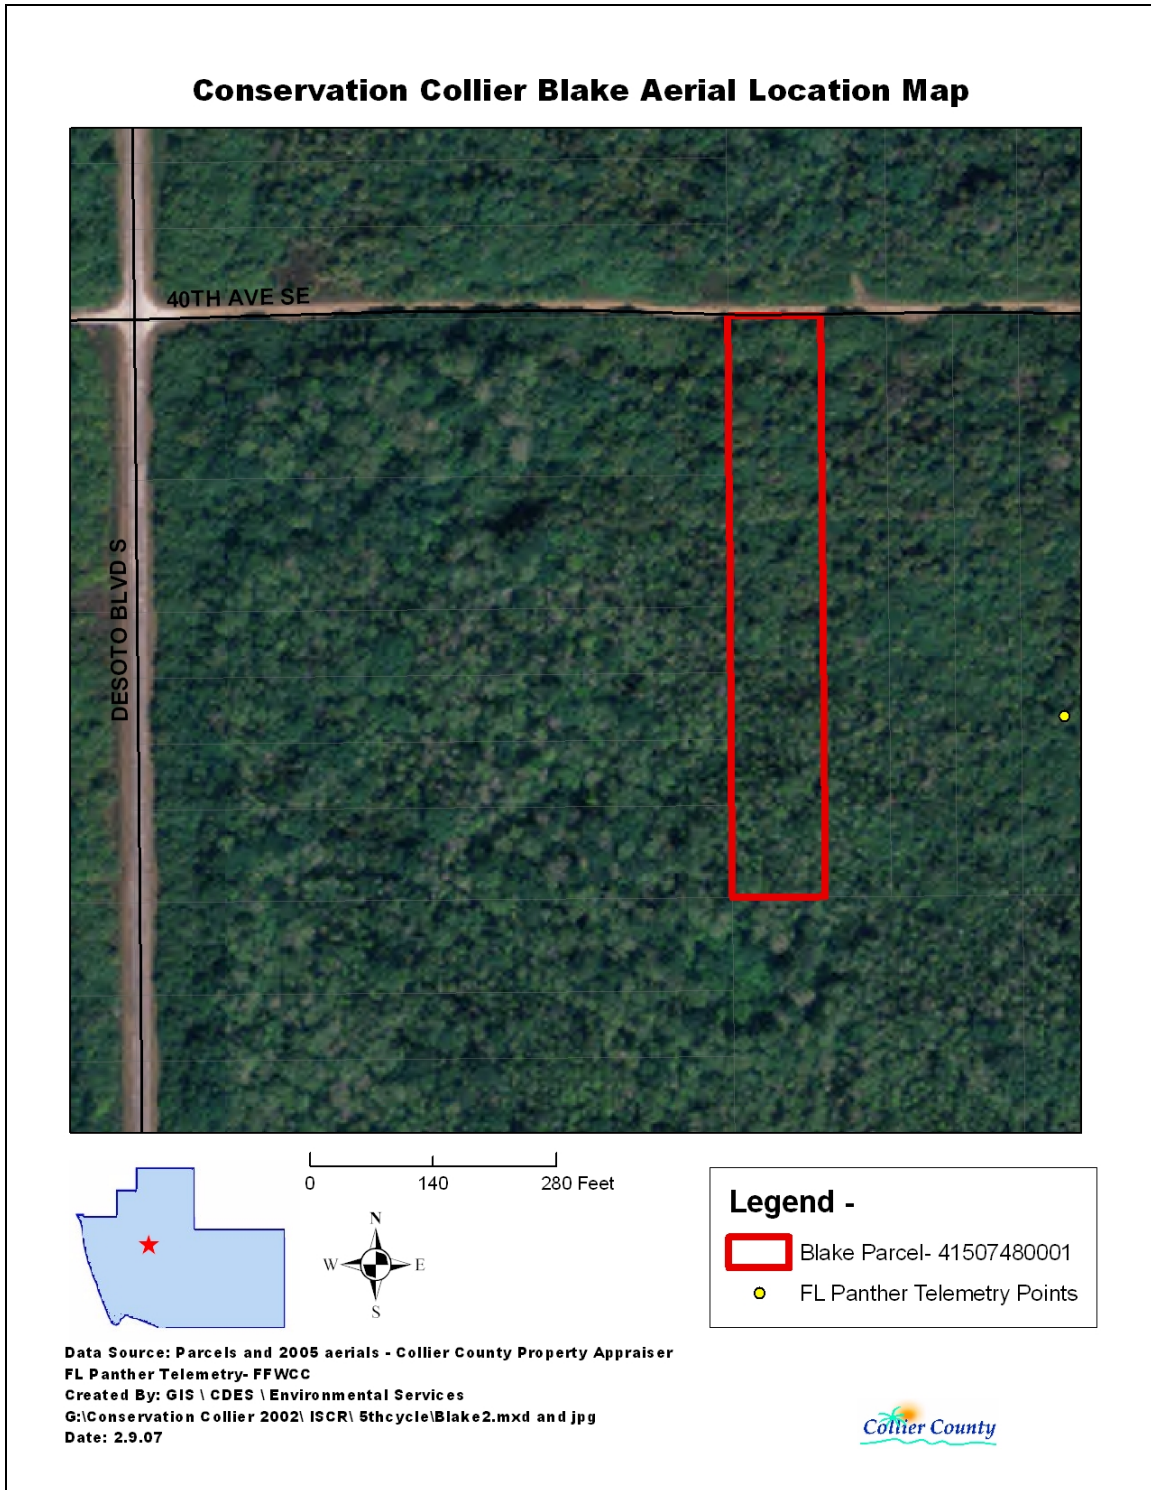 Conservation Collier Blake Aerial Location Map
40TH AVE SE
DESOTO BLVD S
0 140 280 Feet
N
W E
S
Legend -
Blake Parcel- 41507480001
FL Panther Telemetry Points
Data Source: Parcels and 2005 aerials - Collier County Property Appraiser
FL Panther Telemetry- FFWCC
Created By: GIS \ CDES \ Environmental Services
G:\Conservation Collier 2002\ ISCR\ 5thcycle\Blake2.mxd and jpg
Date: 2.9.07
Collier County